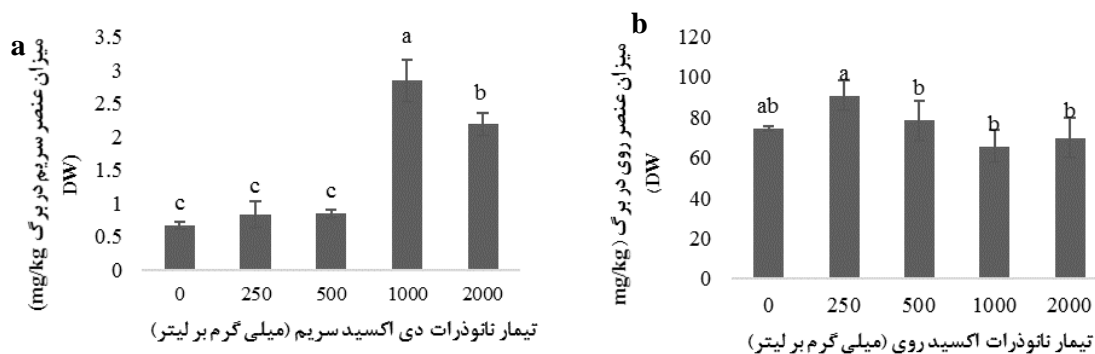 a
میزان عنصر سریم در برگ (mg/kg
DW)
3.5
3
2.5
2
1.5
1
0.5
0
c
c
c
a
b
0 250 500 1000 2000
تیمار نانوذرات دی اکسید سریم (میلی گرم بر لیتر)
b
میزان عنصر روی در برگ (mg/kg
DW)
120
100
80
60
40
20
0
ab
a
b
b
b
0 250 500 1000 2000
تیمار نانوذرات اکسید روی (میلی گرم بر لیتر)